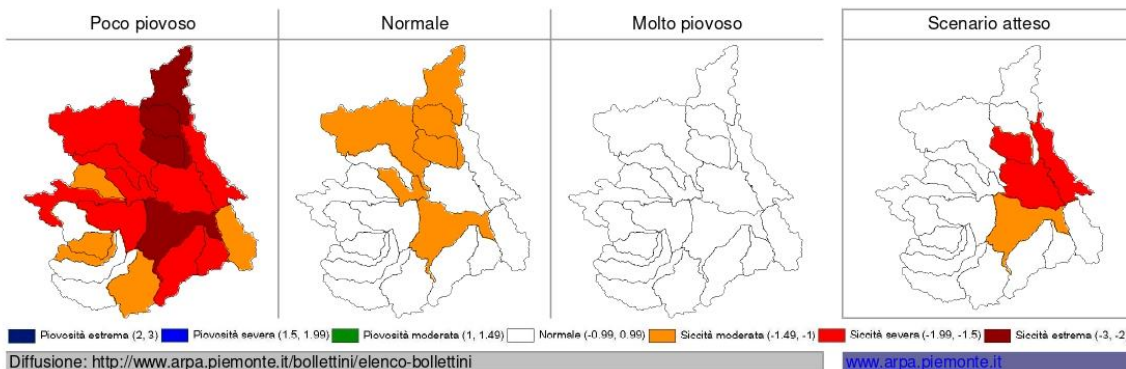 Poco piovoso
Normale
Molto piovoso
Scenario atteso
Piovosità estrema (2, 3)
Piovosità severa (1.5, 1.99)
Piovosità moderata (1, 1.49)
Normale (-0.99, 0.99)
Siccità moderata (-1.49, -1)
Siccità severa (-1.99, -1.5)
Siccità estrema (-3, -2
Diffusione: http://www.arpa.piemonte.it/bollettini/elenco-bollettini
www.arpa.piemonte.it